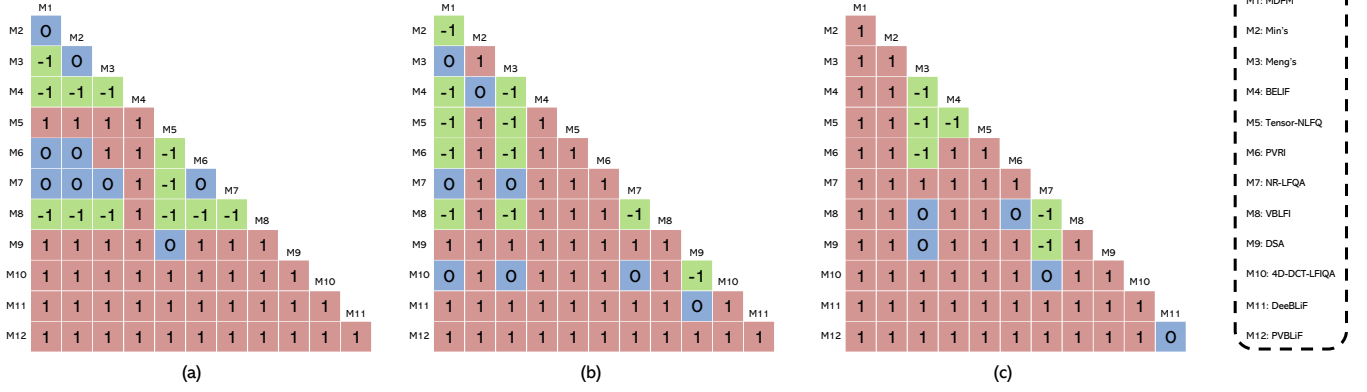 M1
M2 0
M2
M3 -1 0
M3
M4 -1 -1 -1
M4
M5 1 1 1 1
M5
M6 0 0 1 1 -1
M6
M7 0 0 0 1 -1 0
M7
M8 -1 -1 -1 1 -1 -1 -1
M8
M9 1 1 1 1 0 1 1 1
M9
M10 1 1 1 1 1 1 1 1 1
M10
M11 1 1 1 1 1 1 1 1 1 1
M11
M12 1 1 1 1 1 1 1 1 1 1 1
(a)
M1
M2 -1
M2
M3 0 1
M3
M4 -1 0 -1
M4
M5 -1 1 -1 1
M5
M6 -1 1 -1 1 1
M6
M7 0 1 0 1 1 1
M7
M8 -1 1 -1 1 1 1 -1
M8
M9 1 1 1 1 1 1 1 1
M9
M10 0 1 0 1 1 1 0 1 -1
M10
M11 1 1 1 1 1 1 1 1 0 1
M11
M12 1 1 1 1 1 1 1 1 1 1 1
(b)
M1
M2 1
M2
M3 1 1
M3
M4 1 1 -1
M4
M5 1 1 -1 -1
M5
M6 1 1 -1 1 1
M6
M7 1 1 1 1 1 1
M7
M8 1 1 0 1 1 0 -1
M8
M9 1 1 0 1 1 1 -1 1
M9
M10 1 1 1 1 1 1 0 1 1
M10
M11 1 1 1 1 1 1 1 1 1 1
M11
M12 1 1 1 1 1 1 1 1 1 1 0
(c)
M1: MDFM
M2: Min's
M3: Meng's
M4: BELIF
M5: Tensor-NLFQ
M6: PVRI
M7: NR-LFQA
M8: VBLFI
M9: DSA
M10: 4D-DCT-LFIQA
M11: DeeBLiF
M12: PVBLiF